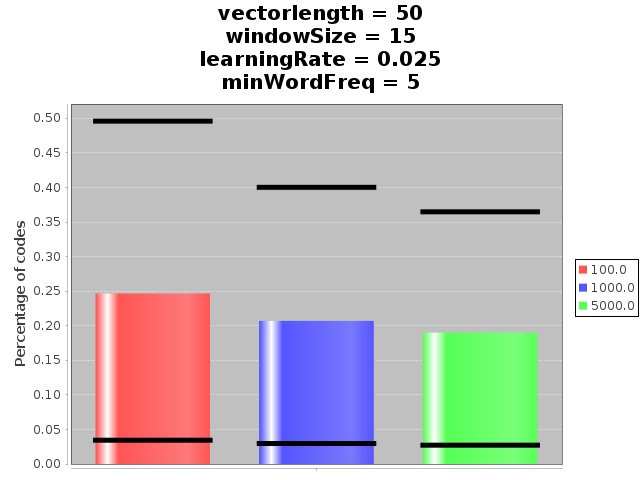 vectorlength = 50
windowSize = 15
learningRate = 0.025
minWordFreq = 5
Percentage of codes
0.50
0.45
0.40
0.35
0.30
0.25
0.20
0.15
0.10
0.05
0.00
100.0
1000.0
5000.0